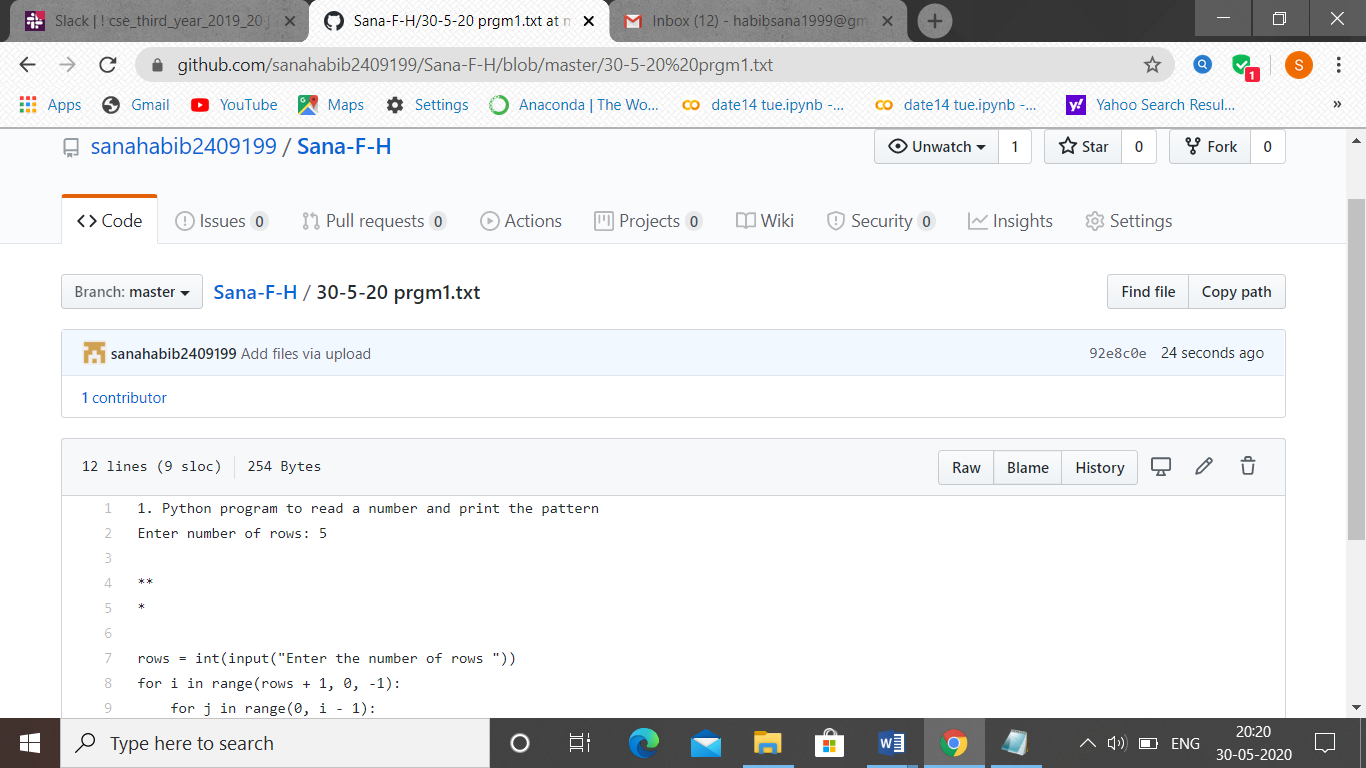 Slack | ! cse_third_year_2019_20
Sana-F-H/30-5-20 prgm1.txt at
Inbox (12) - habibsana1999@gm
github.com/sanahabib2409199/Sana-F-H/blob/master/30-5-20%20prgm1.txt
1
S
Apps
Gmail
YouTube
Maps
Settings
Anaconda | The Wo...
date14 tue.ipynb -...
date14 tue.ipynb -...
Yahoo Search Resul...
»
sanahabib2409199 / Sana-F-H
Unwatch 1
Star 0
Fork 0
Code
Issues 0
Pull requests 0
Actions
Projects 0
Wiki
Security 0
Insights
Settings
Branch: master
Sana-F-H / 30-5-20 prgm1.txt
Find file
Copy path
sanahabib2409199 Add files via upload
92e8c0e 24 seconds ago
1 contributor
12 lines (9 sloc) 254 Bytes
Raw
Blame
History
1 1. Python program to read a number and print the pattern
2 Enter number of rows: 5
3
4 **
5 *
6
7 rows = int(input("Enter the number of rows "))
8 for i in range(rows + 1, 0, -1):
9     for j in range(0, i - 1):
Type here to search
ENG
20:20
30-05-2020